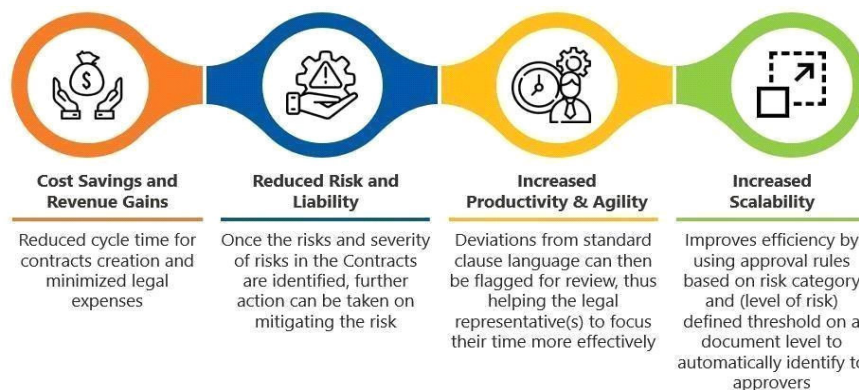 Cost Savings and
Revenue Gains
Reduced cycle time for
contracts creation and
minimized legal
expenses
Reduced Risk and
Liability
Once the risks and severity
of risks in the Contracts
are identified, further
action can be taken on
mitigating the risk
Increased
Productivity & Agility
Deviations from standard
clause language can then
be flagged for review, thus
helping the legal
representative(s) to focus
their time more effectively
Increased
Scalability
Improves efficiency by
using approval rules
based on risk category
and (level of risk)
defined threshold on a
document level to
automatically identify
approvers
$